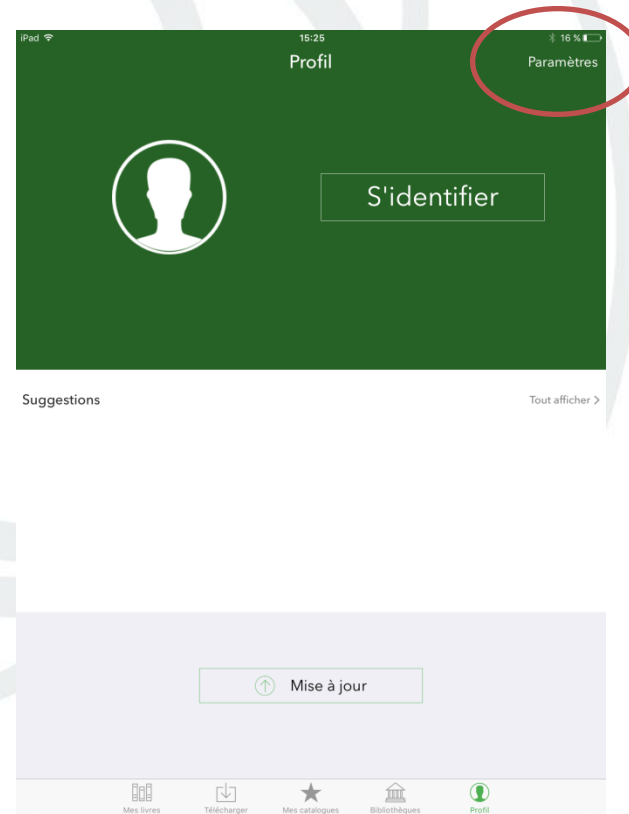 iPad 15:25 16 %
Profil Paramètres
S'identifier
Suggestions Tout afficher >
Mise à jour
Mes livres Télécharger Mes catalogues Bibliothèques Profil